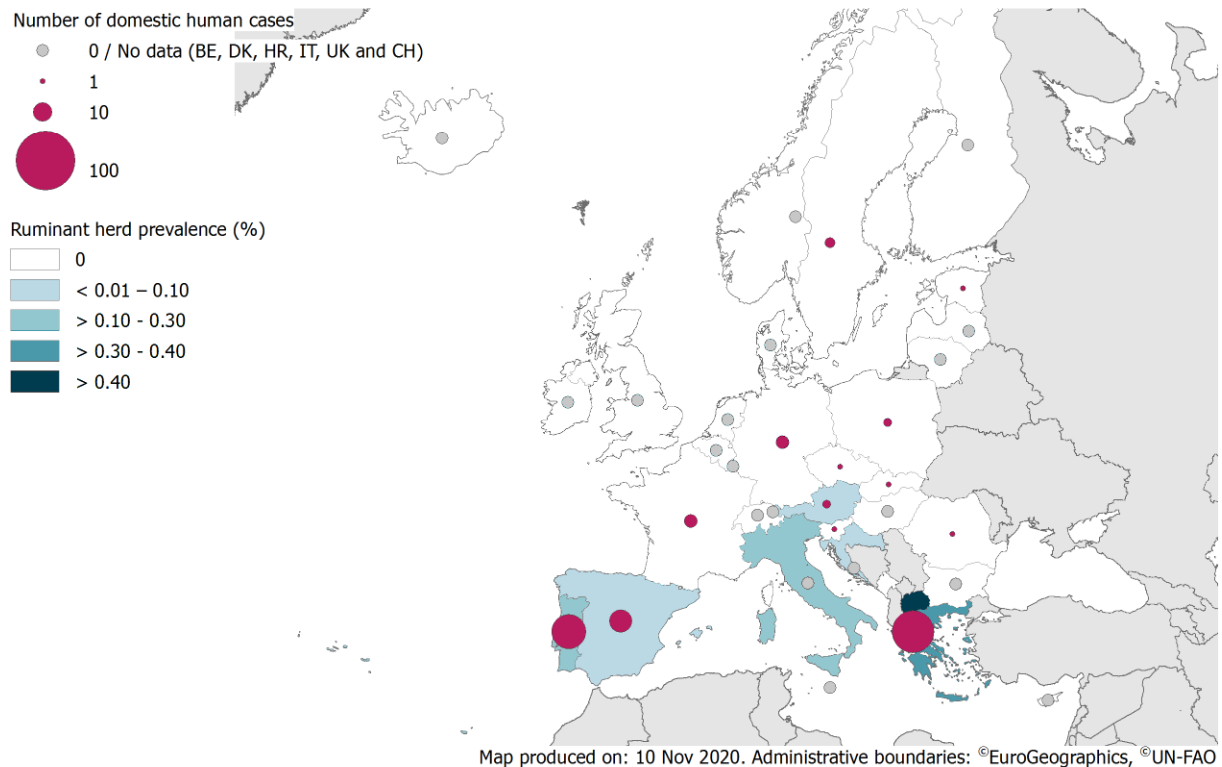 Number of domestic human cases
0 / No data (BE, DK, HR, IT, UK and CH)
1
10
100
Ruminant herd prevalence (%)
0
< 0.01 – 0.10
> 0.10 - 0.30
> 0.30 - 0.40
> 0.40
Map produced on: 10 Nov 2020. Administrative boundaries: ©EuroGeographics, ©UN-FAO